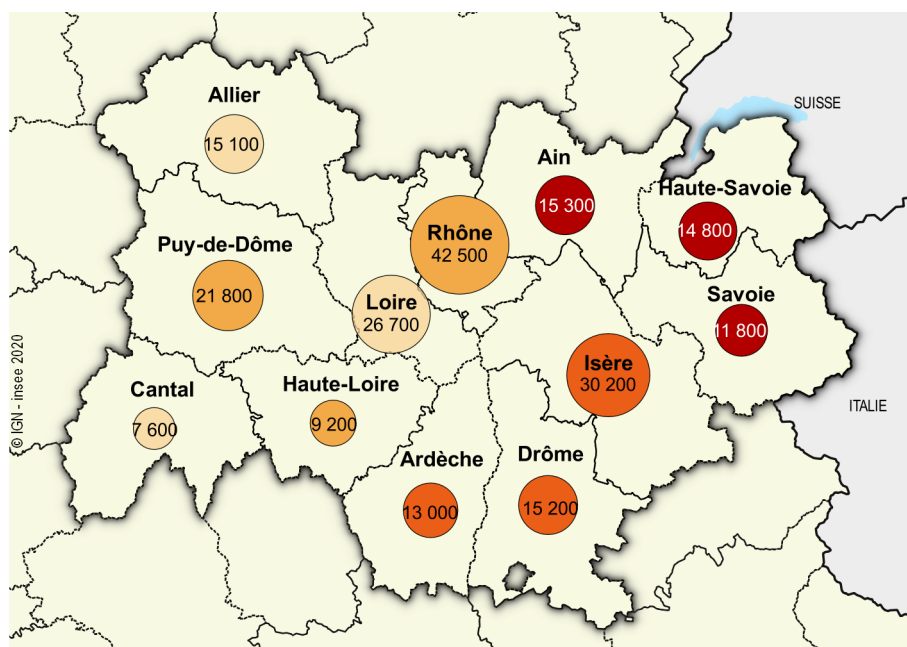 SUISSE
Allier
15 100
Ain
15 300
Haute-Savoie
14 800
Rhône
42 500
Puy-de-Dôme
21 800
Loire
26 700
Savoie
11 800
Isère
30 200
Cantal
7 600
Haute-Loire
9 200
Ardèche
13 000
Drôme
15 200
ITALIE
© IGN - insee 2020